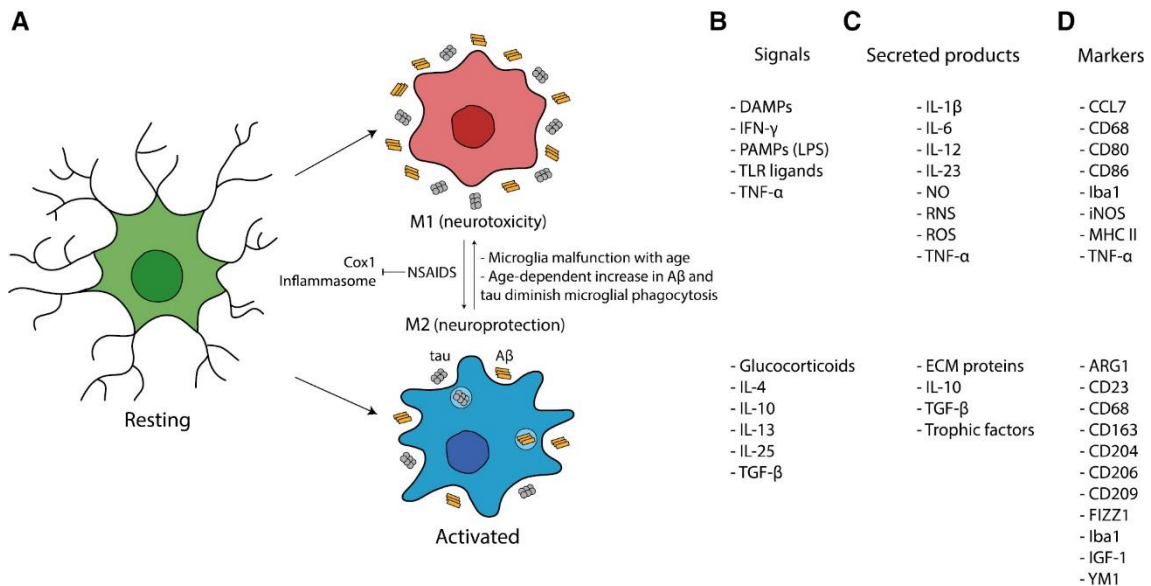 A
B
C
D
Signals
Secreted products
Markers
- DAMPs
- IFN-γ
- PAMPs (LPS)
- TLR ligands
- TNF-α
- IL-1β
- IL-6
- IL-12
- IL-23
- NO
- RNS
- ROS
- TNF-α
- CCL7
- CD68
- CD80
- CD86
- Iba1
- iNOS
- MHC II
- TNF-α
M1 (neurotoxicity)
Cox1
Inflammasome
NSAIDS
- Microglia malfunction with age
- Age-dependent increase in Aβ and
tau diminish microglial phagocytosis
M2 (neuroprotection)
tau
Aβ
Resting
Activated
- Glucocorticoids
- IL-4
- IL-10
- IL-13
- IL-25
- TGF-β
- ECM proteins
- IL-10
- TGF-β
- Trophic factors
- ARG1
- CD23
- CD68
- CD163
- CD204
- CD206
- CD209
- FIZZ1
- Iba1
- IGF-1
- YM1